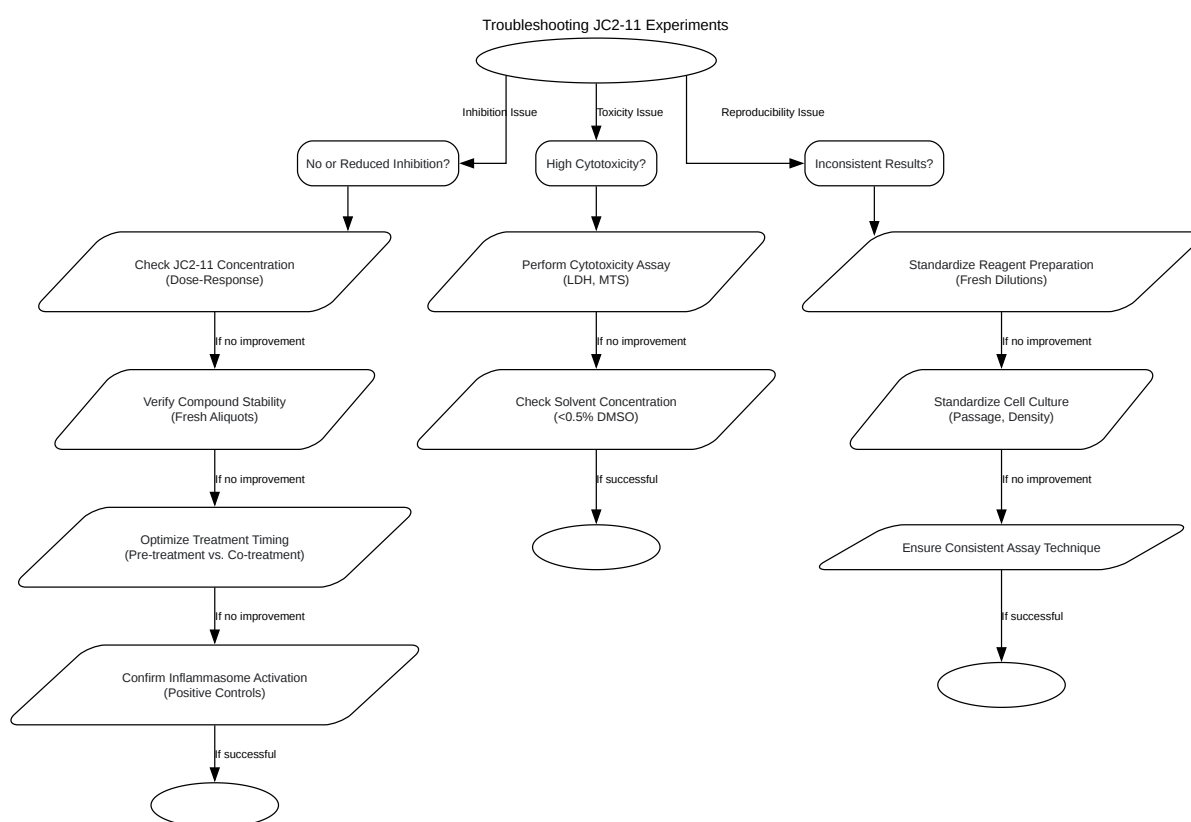 Troubleshooting JC2-11 Experiments
Inhibition Issue
Toxicity Issue
Reproducibility Issue
No or Reduced Inhibition?
High Cytotoxicity?
Inconsistent Results?
Check JC2-11 Concentration
(Dose-Response)
Perform Cytotoxicity Assay
(LDH, MTS)
Standardize Reagent Preparation
(Fresh Dilutions)
If no improvement
If no improvement
If no improvement
Verify Compound Stability
(Fresh Aliquots)
Check Solvent Concentration
(<0.5% DMSO)
Standardize Cell Culture
(Passage, Density)
If no improvement
If successful
If no improvement
Optimize Treatment Timing
(Pre-treatment vs. Co-treatment)
Ensure Consistent Assay Technique
If no improvement
If successful
Confirm Inflammasome Activation
(Positive Controls)
If successful